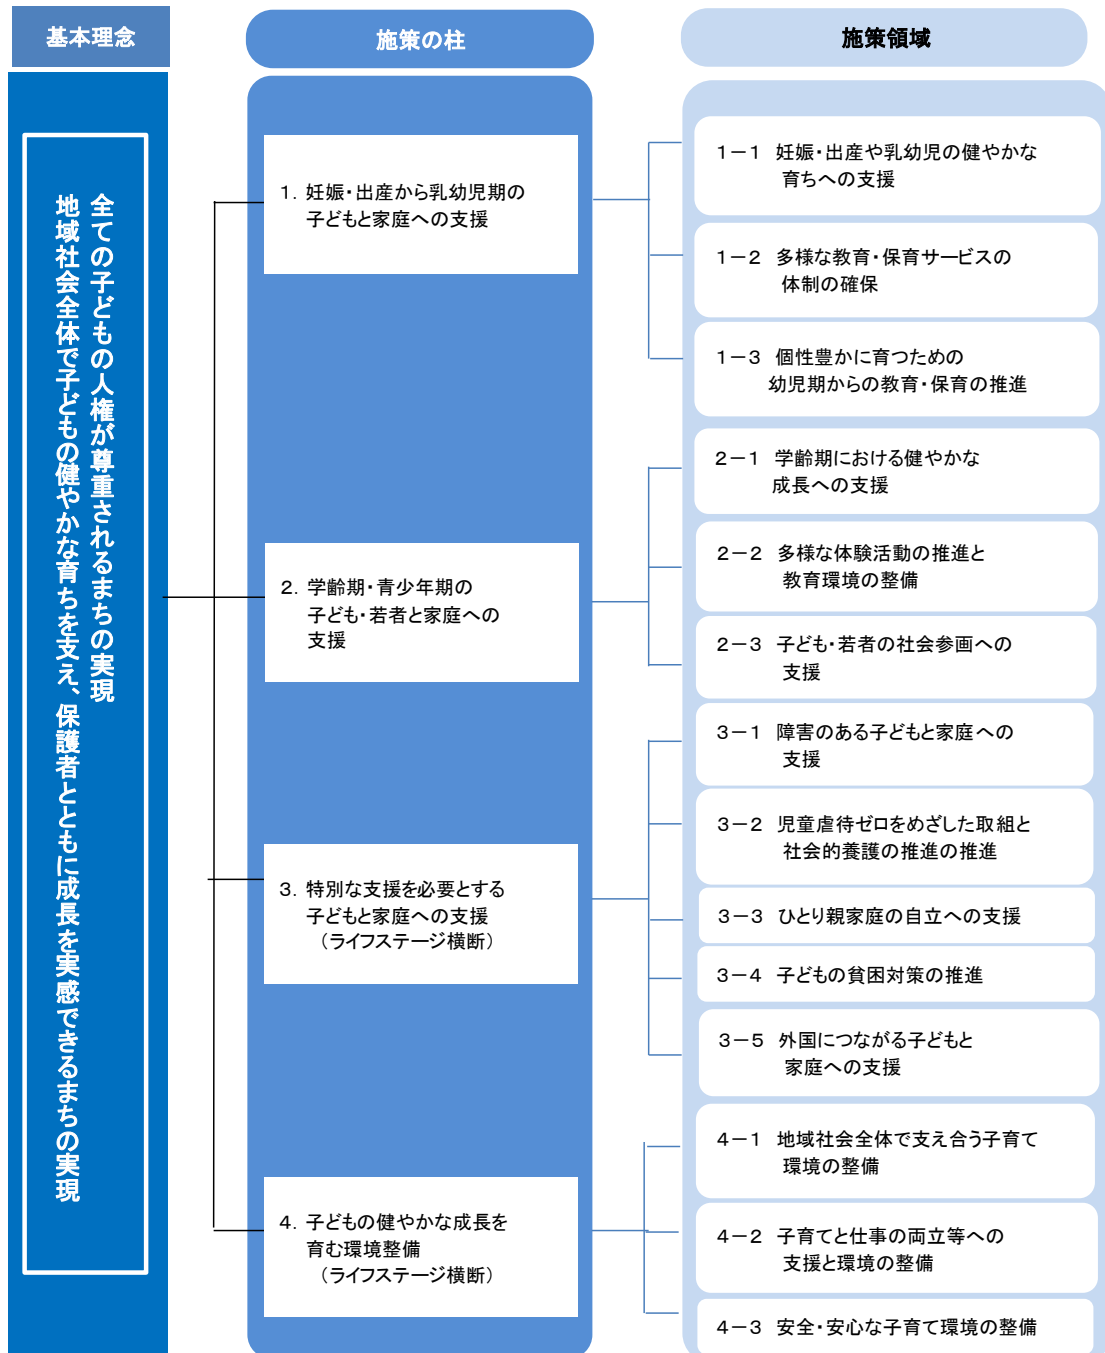 基本理念
施策の柱
施策領域
全ての子どもの人権が尊重されるまちの実現
地域社会全体で子どもの健やかな育ちを支え、保護者とともに成長を実感できるまちの実現
1．妊娠・出産から乳幼児期の
子どもと家庭への支援
1－1 妊娠・出産や乳幼児の健やかな
育ちへの支援
1－2 多様な教育・保育サービスの
体制の確保
1－3 個性豊かに育つための
幼児期からの教育・保育の推進
2．学齢期・青少年期の
子ども・若者と家庭への
支援
2－1 学齢期における健やかな
成長への支援
2－2 多様な体験活動の推進と
教育環境の整備
2－3 子ども・若者の社会参画への
支援
3．特別な支援を必要とする
子どもと家庭への支援
（ライフステージ横断）
3－1 障害のある子どもと家庭への
支援
3－2 児童虐待ゼロをめざした取組と
社会的養護の推進の推進
3－3 ひとり親家庭の自立への支援
3－4 子どもの貧困対策の推進
3－5 外国につながる子どもと
家庭への支援
4．子どもの健やかな成長を
育む環境整備
（ライフステージ横断）
4－1 地域社会全体で支え合う子育て
環境の整備
4－2 子育てと仕事の両立等への
支援と環境の整備
4－3 安全・安心な子育て環境の整備